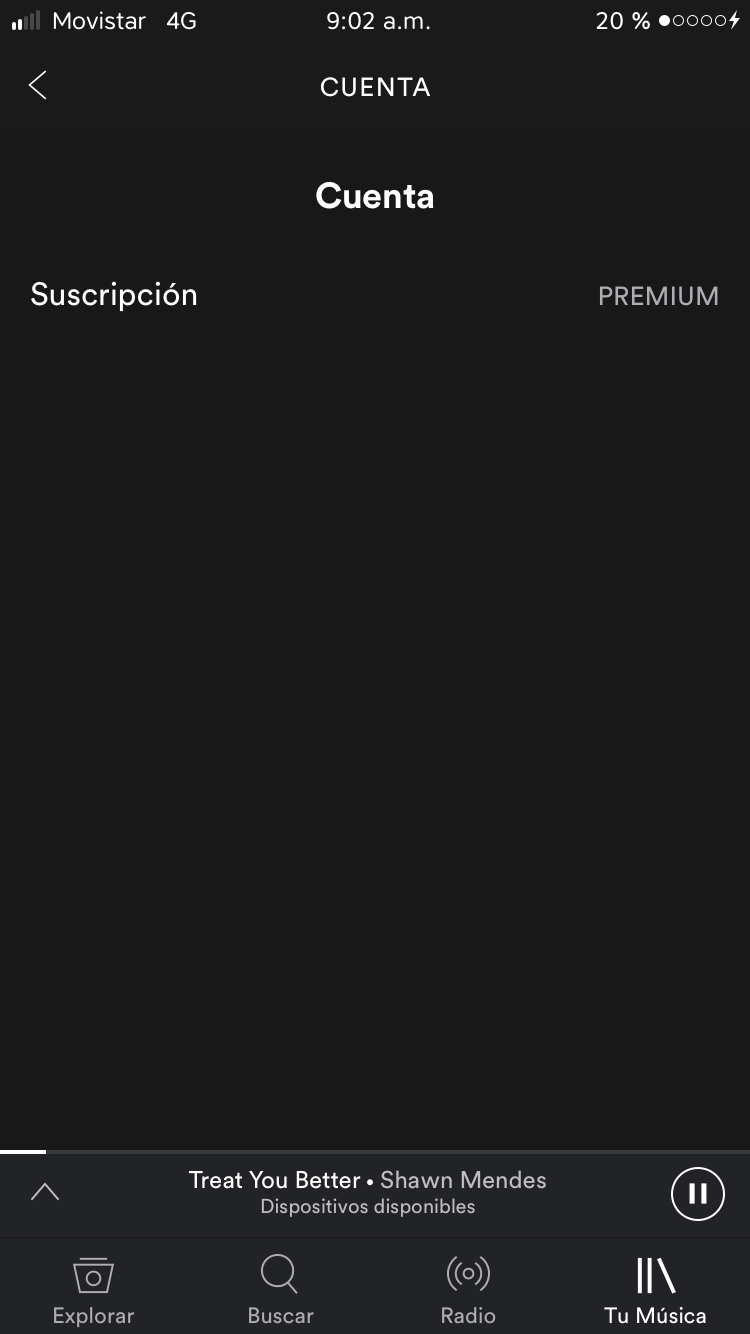 Movistar 4G 9:02 a.m. 20 %
CUENTA
Cuenta
Suscripción PREMIUM
Treat You Better • Shawn Mendes
Dispositivos disponibles
Explorar Buscar Radio Tu Música